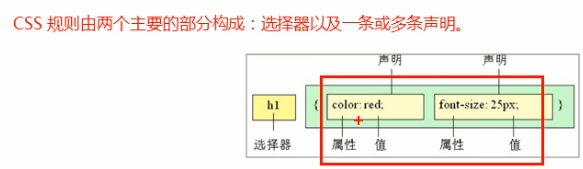 CSS 规则由两个主要的部分构成：选择器以及一条或多条声明。
声明 声明
h1 { color: red; font-size: 25px; }
选择器 属性 值 属性 值